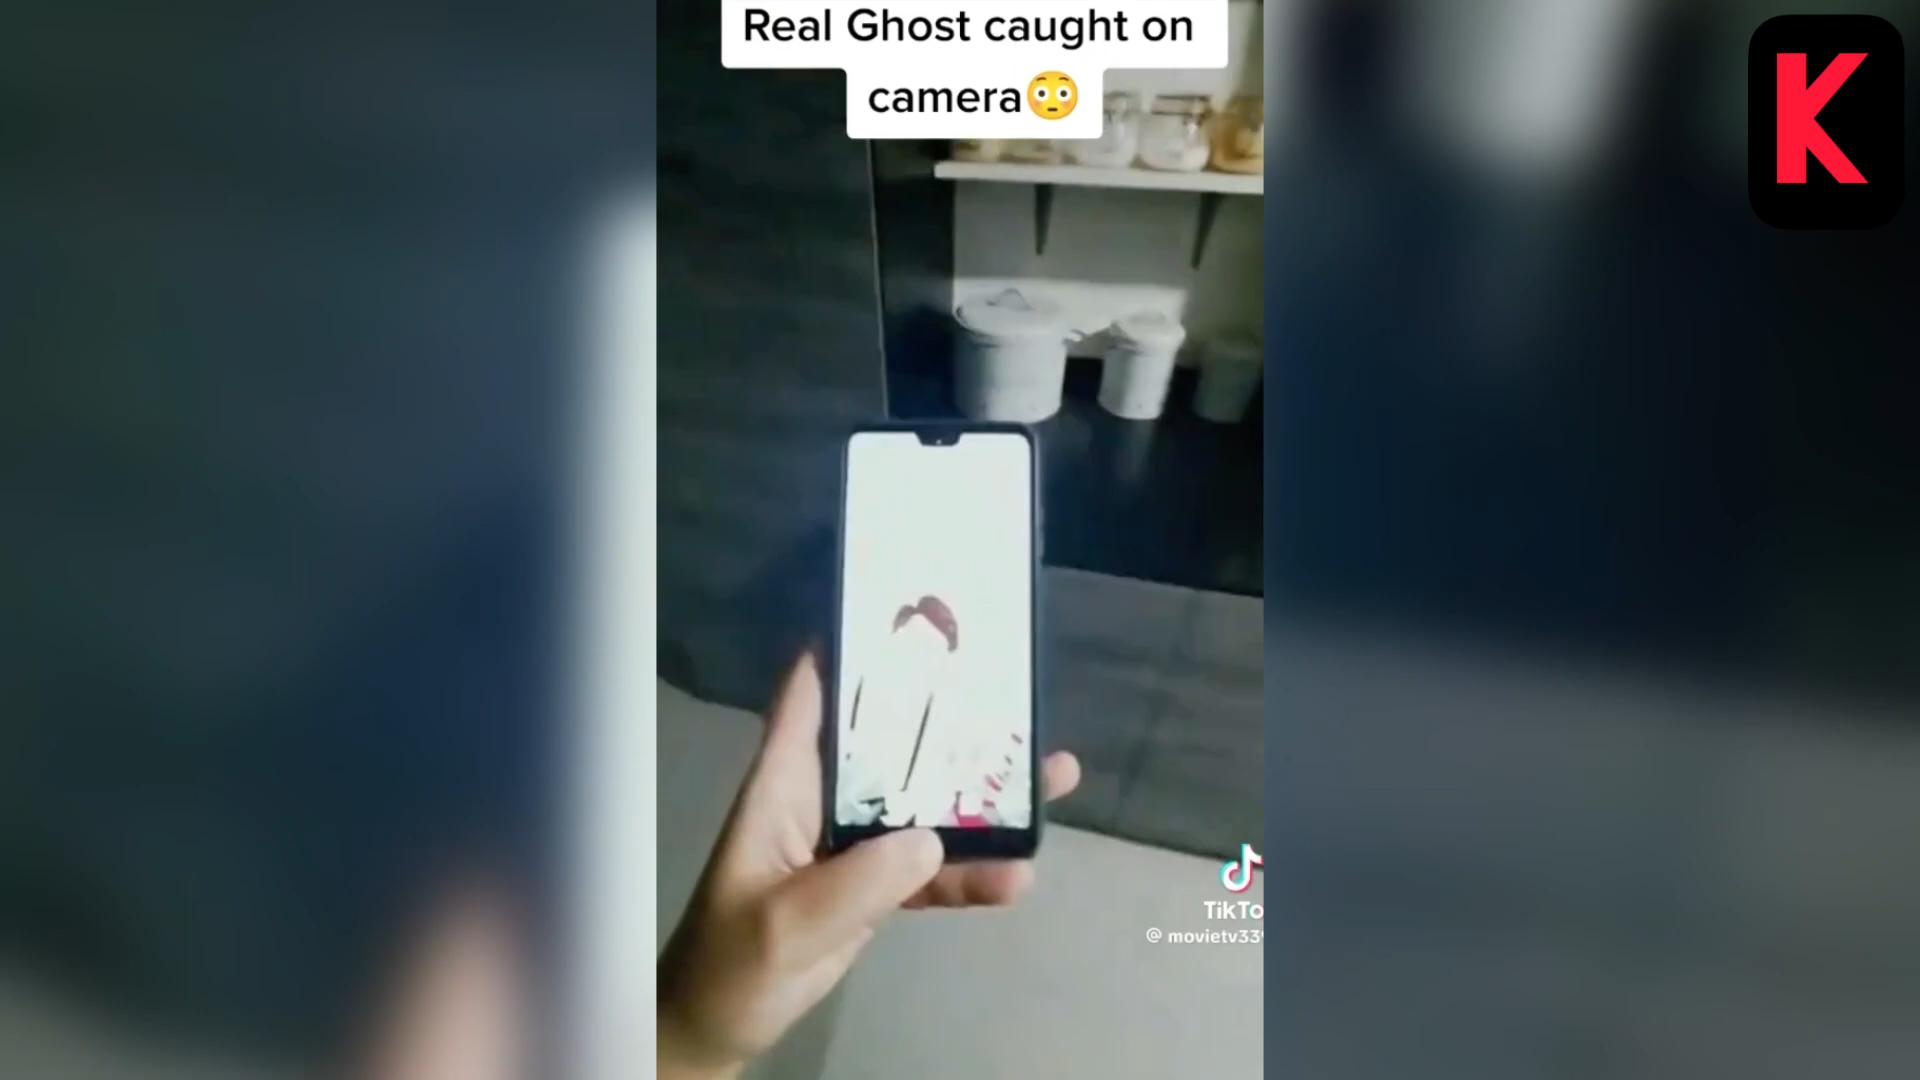 Real Ghost caught on
camera😳
K
TikTo
@ movietv33